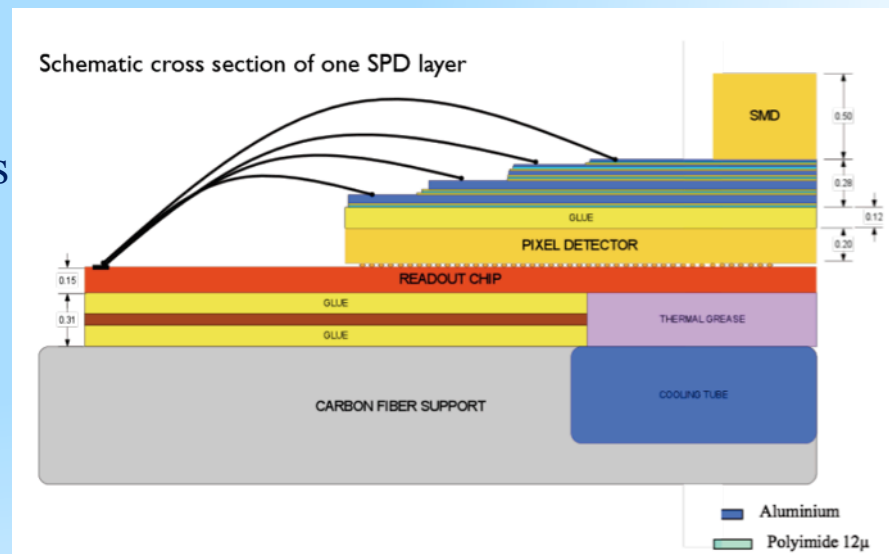 Schematic cross section of one SPD layer
s
SMD
0.50
0.28
GLUE
0.12
PIXEL DETECTOR
0.20
0.15
READOUT CHIP
0.31
GLUE
THERMAL GREASE
GLUE
CARBON FIBER SUPPORT
COOLING TUBE
Aluminium
Polyimide 12μ